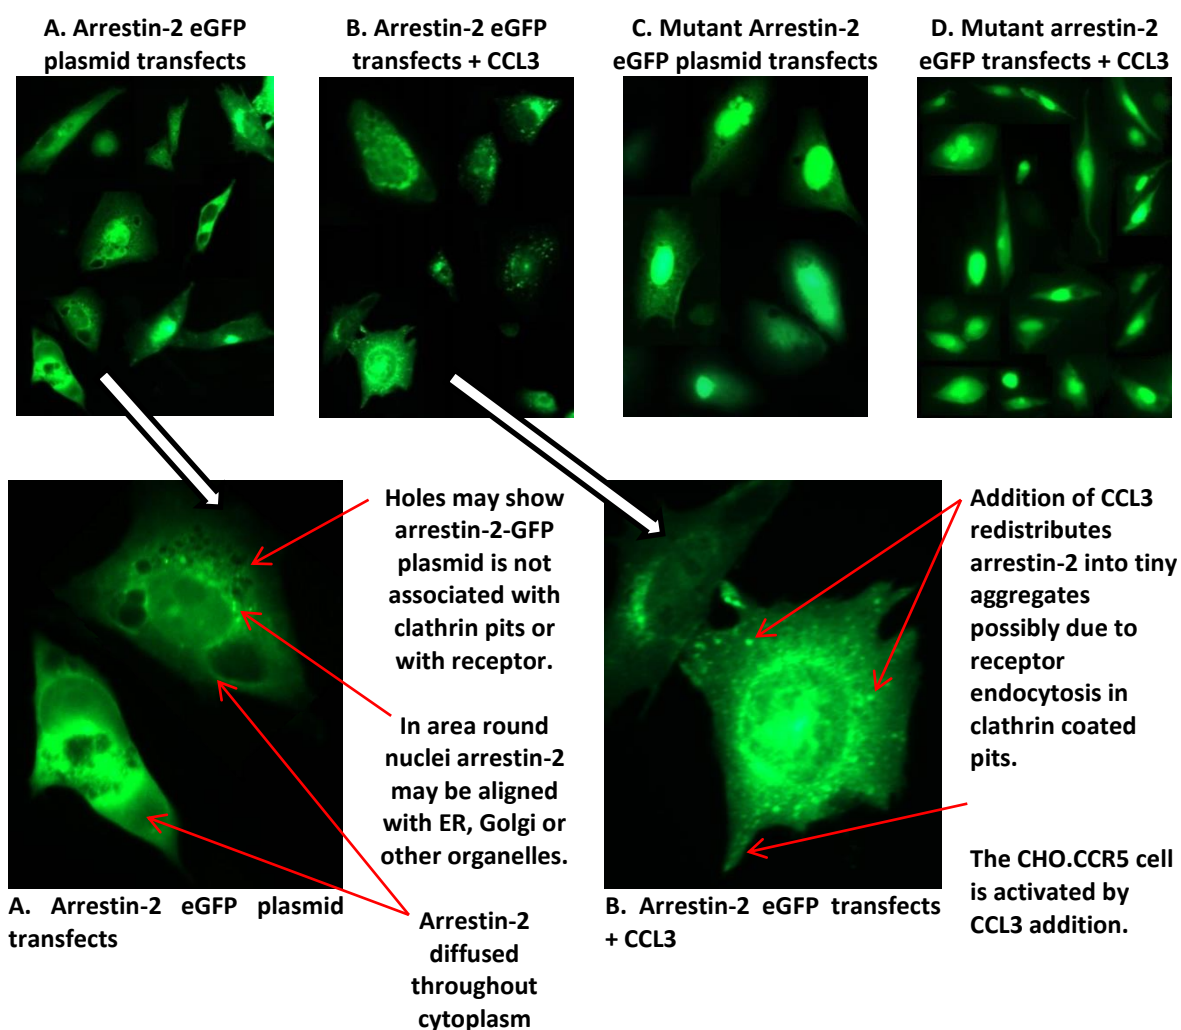 A. Arrestin-2 eGFP
plasmid transfects
B. Arrestin-2 eGFP
transfects + CCL3
C. Mutant Arrestin-2
eGFP plasmid transfects
D. Mutant arrestin-2
eGFP transfects + CCL3
Holes may show
arrestin-2-GFP
plasmid is not
associated with
clathrin pits or
with receptor.
In area round
nuclei arrestin-2
may be aligned
with ER, Golgi or
other organelles.
Arrestin-2
diffused
throughout
cytoplasm
Addition of CCL3
redistributes
arrestin-2 into tiny
aggregates
possibly due to
receptor
endocytosis in
clathrin coated
pits.
The CHO.CCR5 cell
is activated by
CCL3 addition.
A. Arrestin-2 eGFP plasmid
transfects
B. Arrestin-2 eGFP transfects
+ CCL3